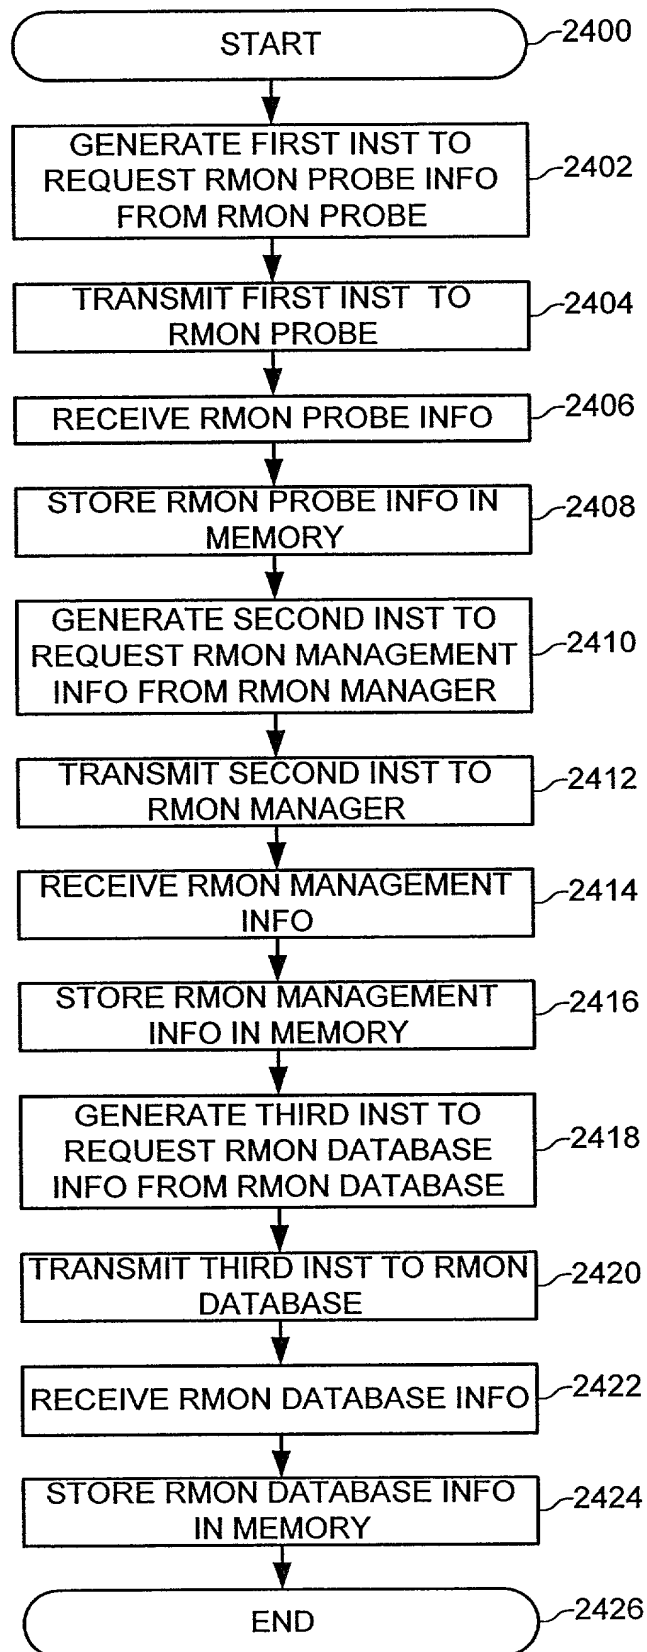 START
2400
GENERATE FIRST INST TO
REQUEST RMON PROBE INFO
FROM RMON PROBE
2402
TRANSMIT FIRST INST TO
RMON PROBE
2404
RECEIVE RMON PROBE INFO
2406
STORE RMON PROBE INFO IN
MEMORY
2408
GENERATE SECOND INST TO
REQUEST RMON MANAGEMENT
INFO FROM RMON MANAGER
2410
TRANSMIT SECOND INST TO
RMON MANAGER
2412
RECEIVE RMON MANAGEMENT
INFO
2414
STORE RMON MANAGEMENT
INFO IN MEMORY
2416
GENERATE THIRD INST TO
REQUEST RMON DATABASE
INFO FROM RMON DATABASE
2418
TRANSMIT THIRD INST TO RMON
DATABASE
2420
RECEIVE RMON DATABASE INFO
2422
STORE RMON DATABASE INFO
IN MEMORY
2424
END
2426